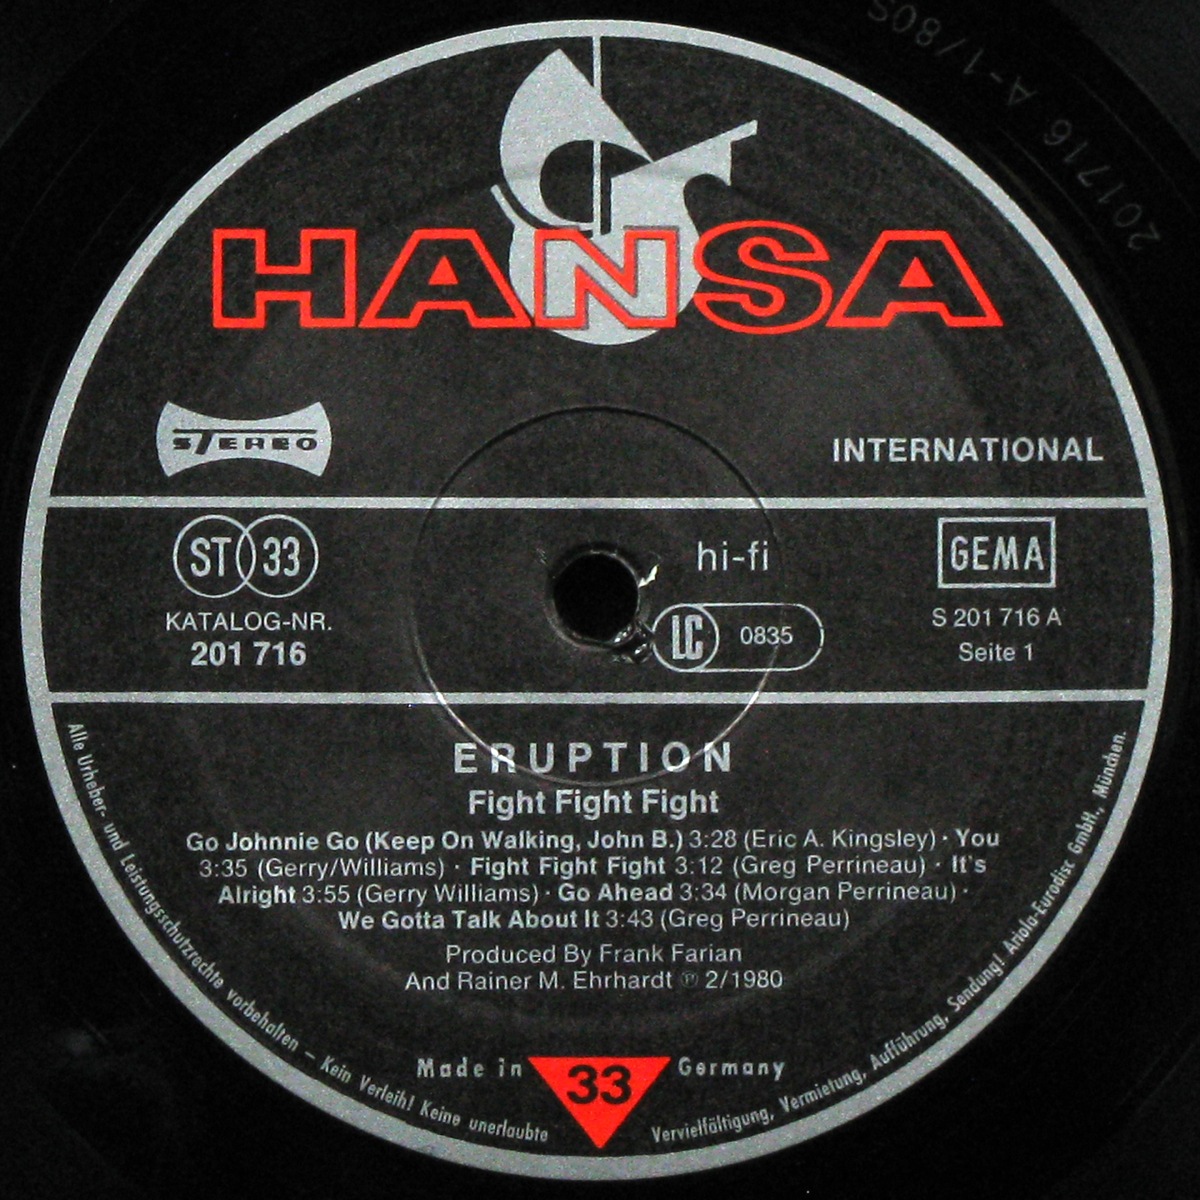 201716 A-1/80S
HANSA
STEREO
INTERNATIONAL
ST 33
hi-fi
GEMA
KATALOG-NR.
201 716
LC 0835
S 201 716 A
Seite 1
ERUPTION
Fight Fight Fight
Go Johnnie Go (Keep On Walking, John B.) 3:28 (Eric A. Kingsley) · You
3:35 (Gerry/Williams) · Fight Fight Fight 3:12 (Greg Perrineau) · It's
Alright 3:55 (Gerry Williams) · Go Ahead 3:34 (Morgan Perrineau) ·
We Gotta Talk About It 3:43 (Greg Perrineau)
Produced By Frank Farian
And Rainer M. Ehrhardt ℗ 2/1980
Made in 33 Germany
Alle Urheber- und Leistungsschutzrechte vorbehalten – Kein Verleih! Keine unerlaubte Vervielfältigung, Vermietung, Aufführung, Sendung! Ariola-Eurodisc GmbH., München.